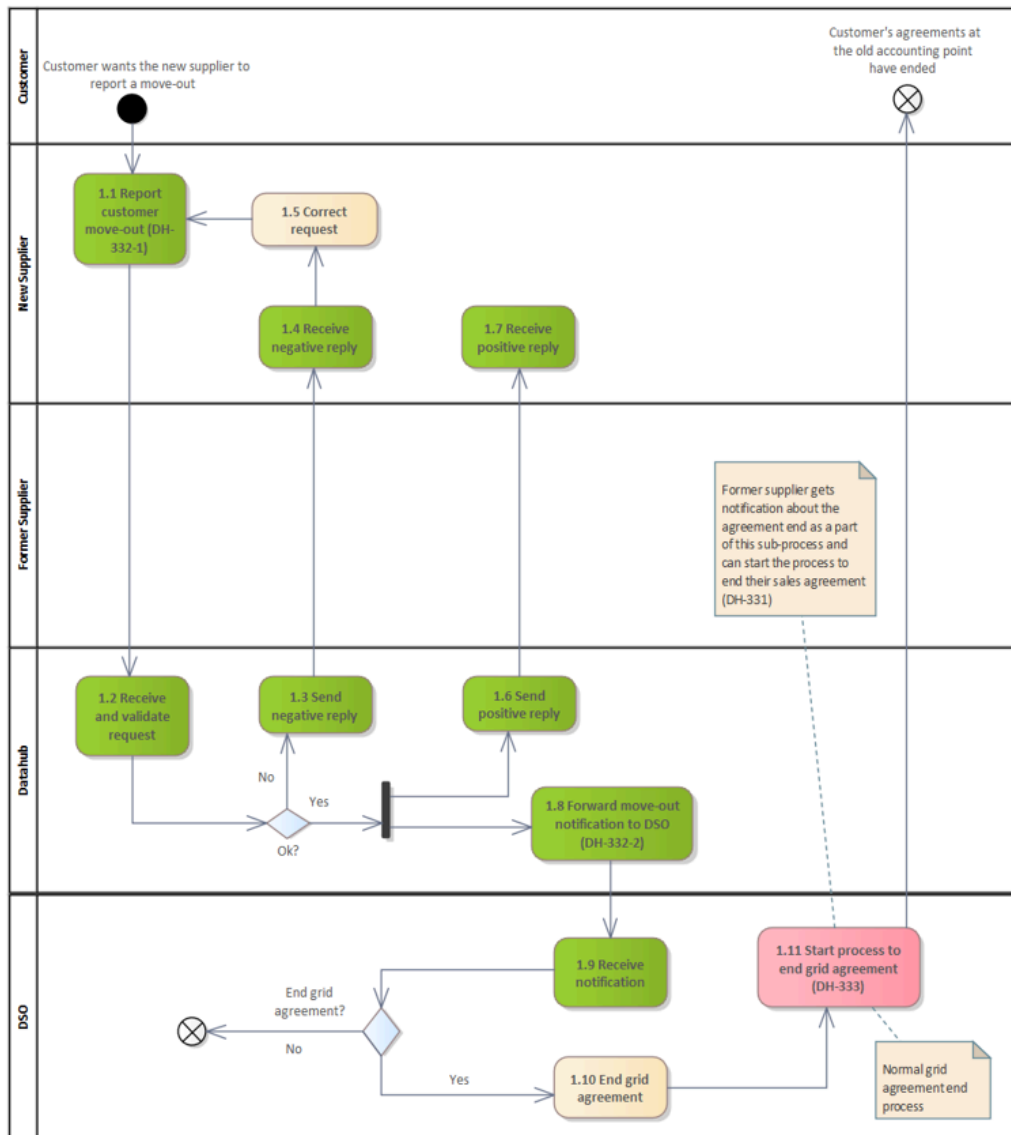 Customer
Customer wants the new supplier to
report a move-out
Customer's agreements at
the old accounting point
have ended
New Supplier
1.1 Report
customer
move-out (DH-
332-1)
1.5 Correct
request
1.4 Receive
negative reply
1.7 Receive
positive reply
Former Supplier
Former supplier gets
notification about the
agreement end as a part
of this sub-process and
can start the process to
end their sales agreement
(DH-331)
Datahub
1.2 Receive
and validate
request
1.3 Send
negative reply
1.6 Send
positive reply
No
Yes
Ok?
1.8 Forward move-out
notification to DSO
(DH-332-2)
DSO
1.9 Receive
notification
1.11 Start process to
end grid agreement
(DH-333)
End grid
agreement?
No
Yes
1.10 End grid
agreement
Normal grid
agreement end
process